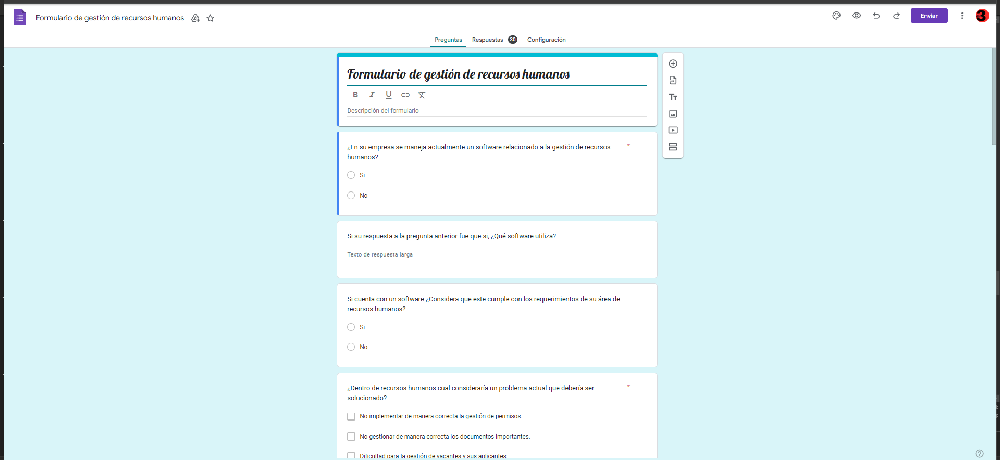 Formulario de gestión de recursos humanos
Enviar
3
Preguntas Respuestas 30 Configuración
Formulario de gestión de recursos humanos
B I U
Descripción del formulario
¿En su empresa se maneja actualmente un software relacionado a la gestión de recursos *
humanos?
Si
No
Si su respuesta a la pregunta anterior fue que si, ¿Qué software utiliza?
Texto de respuesta larga
Si cuenta con un software ¿Considera que este cumple con los requerimientos de su área de
recursos humanos?
Si
No
¿Dentro de recursos humanos cual consideraría un problema actual que debería ser *
solucionado?
No implementar de manera correcta la gestión de permisos.
No gestionar de manera correcta los documentos importantes.
Dificultad para la gestión de vacantes y sus aplicantes